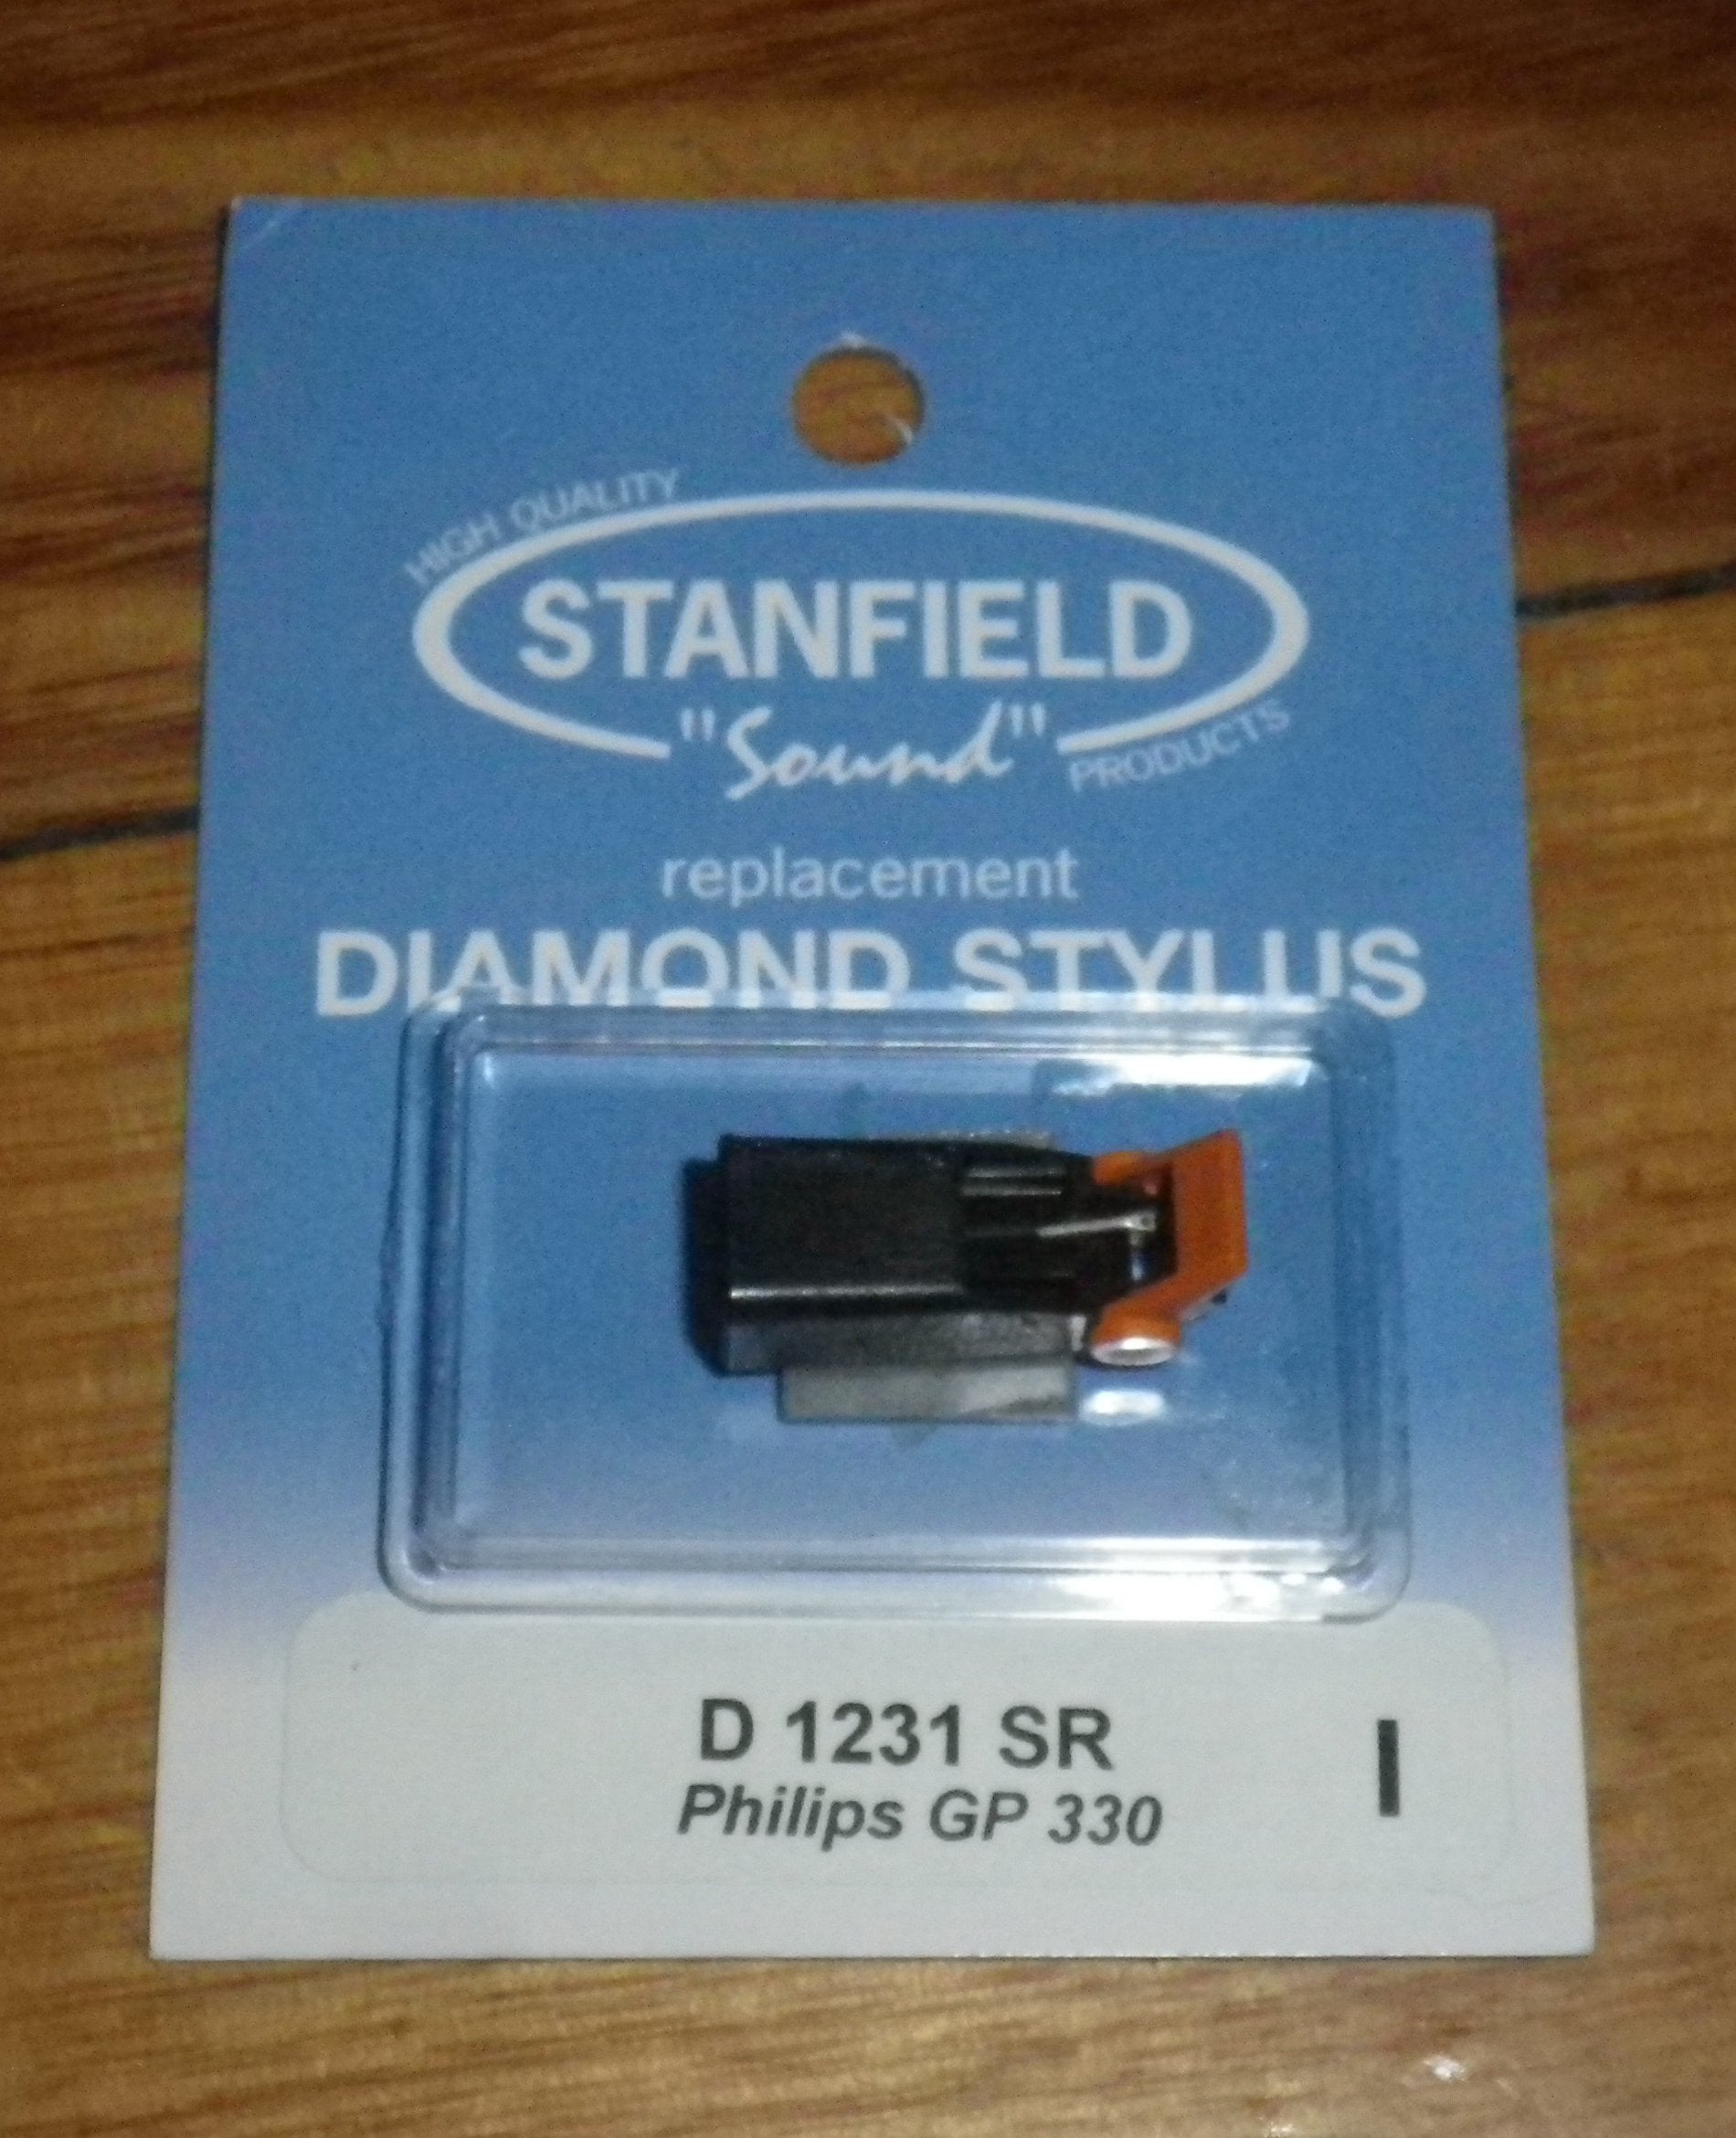 HIGH QUALITY
STANFIELD
"Sound"
PRODUCTS
replacement
DIAMOND STYLUS
D 1231 SR
Philips GP 330
I